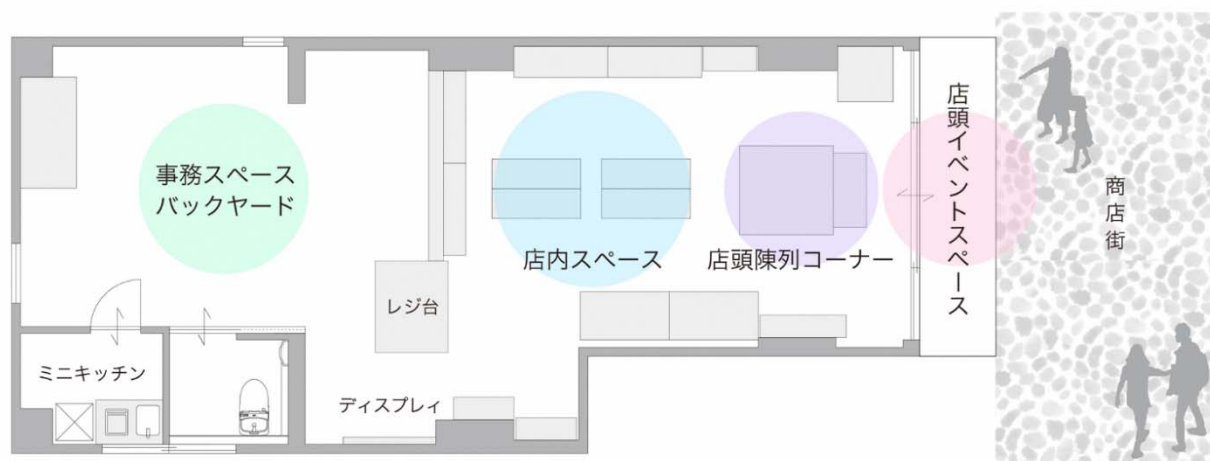 事務スペース
バックヤード
店内スペース
店頭陳列コーナー
店頭イベントスペース
商店街
レジ台
ミニキッチン
ディスプレイ